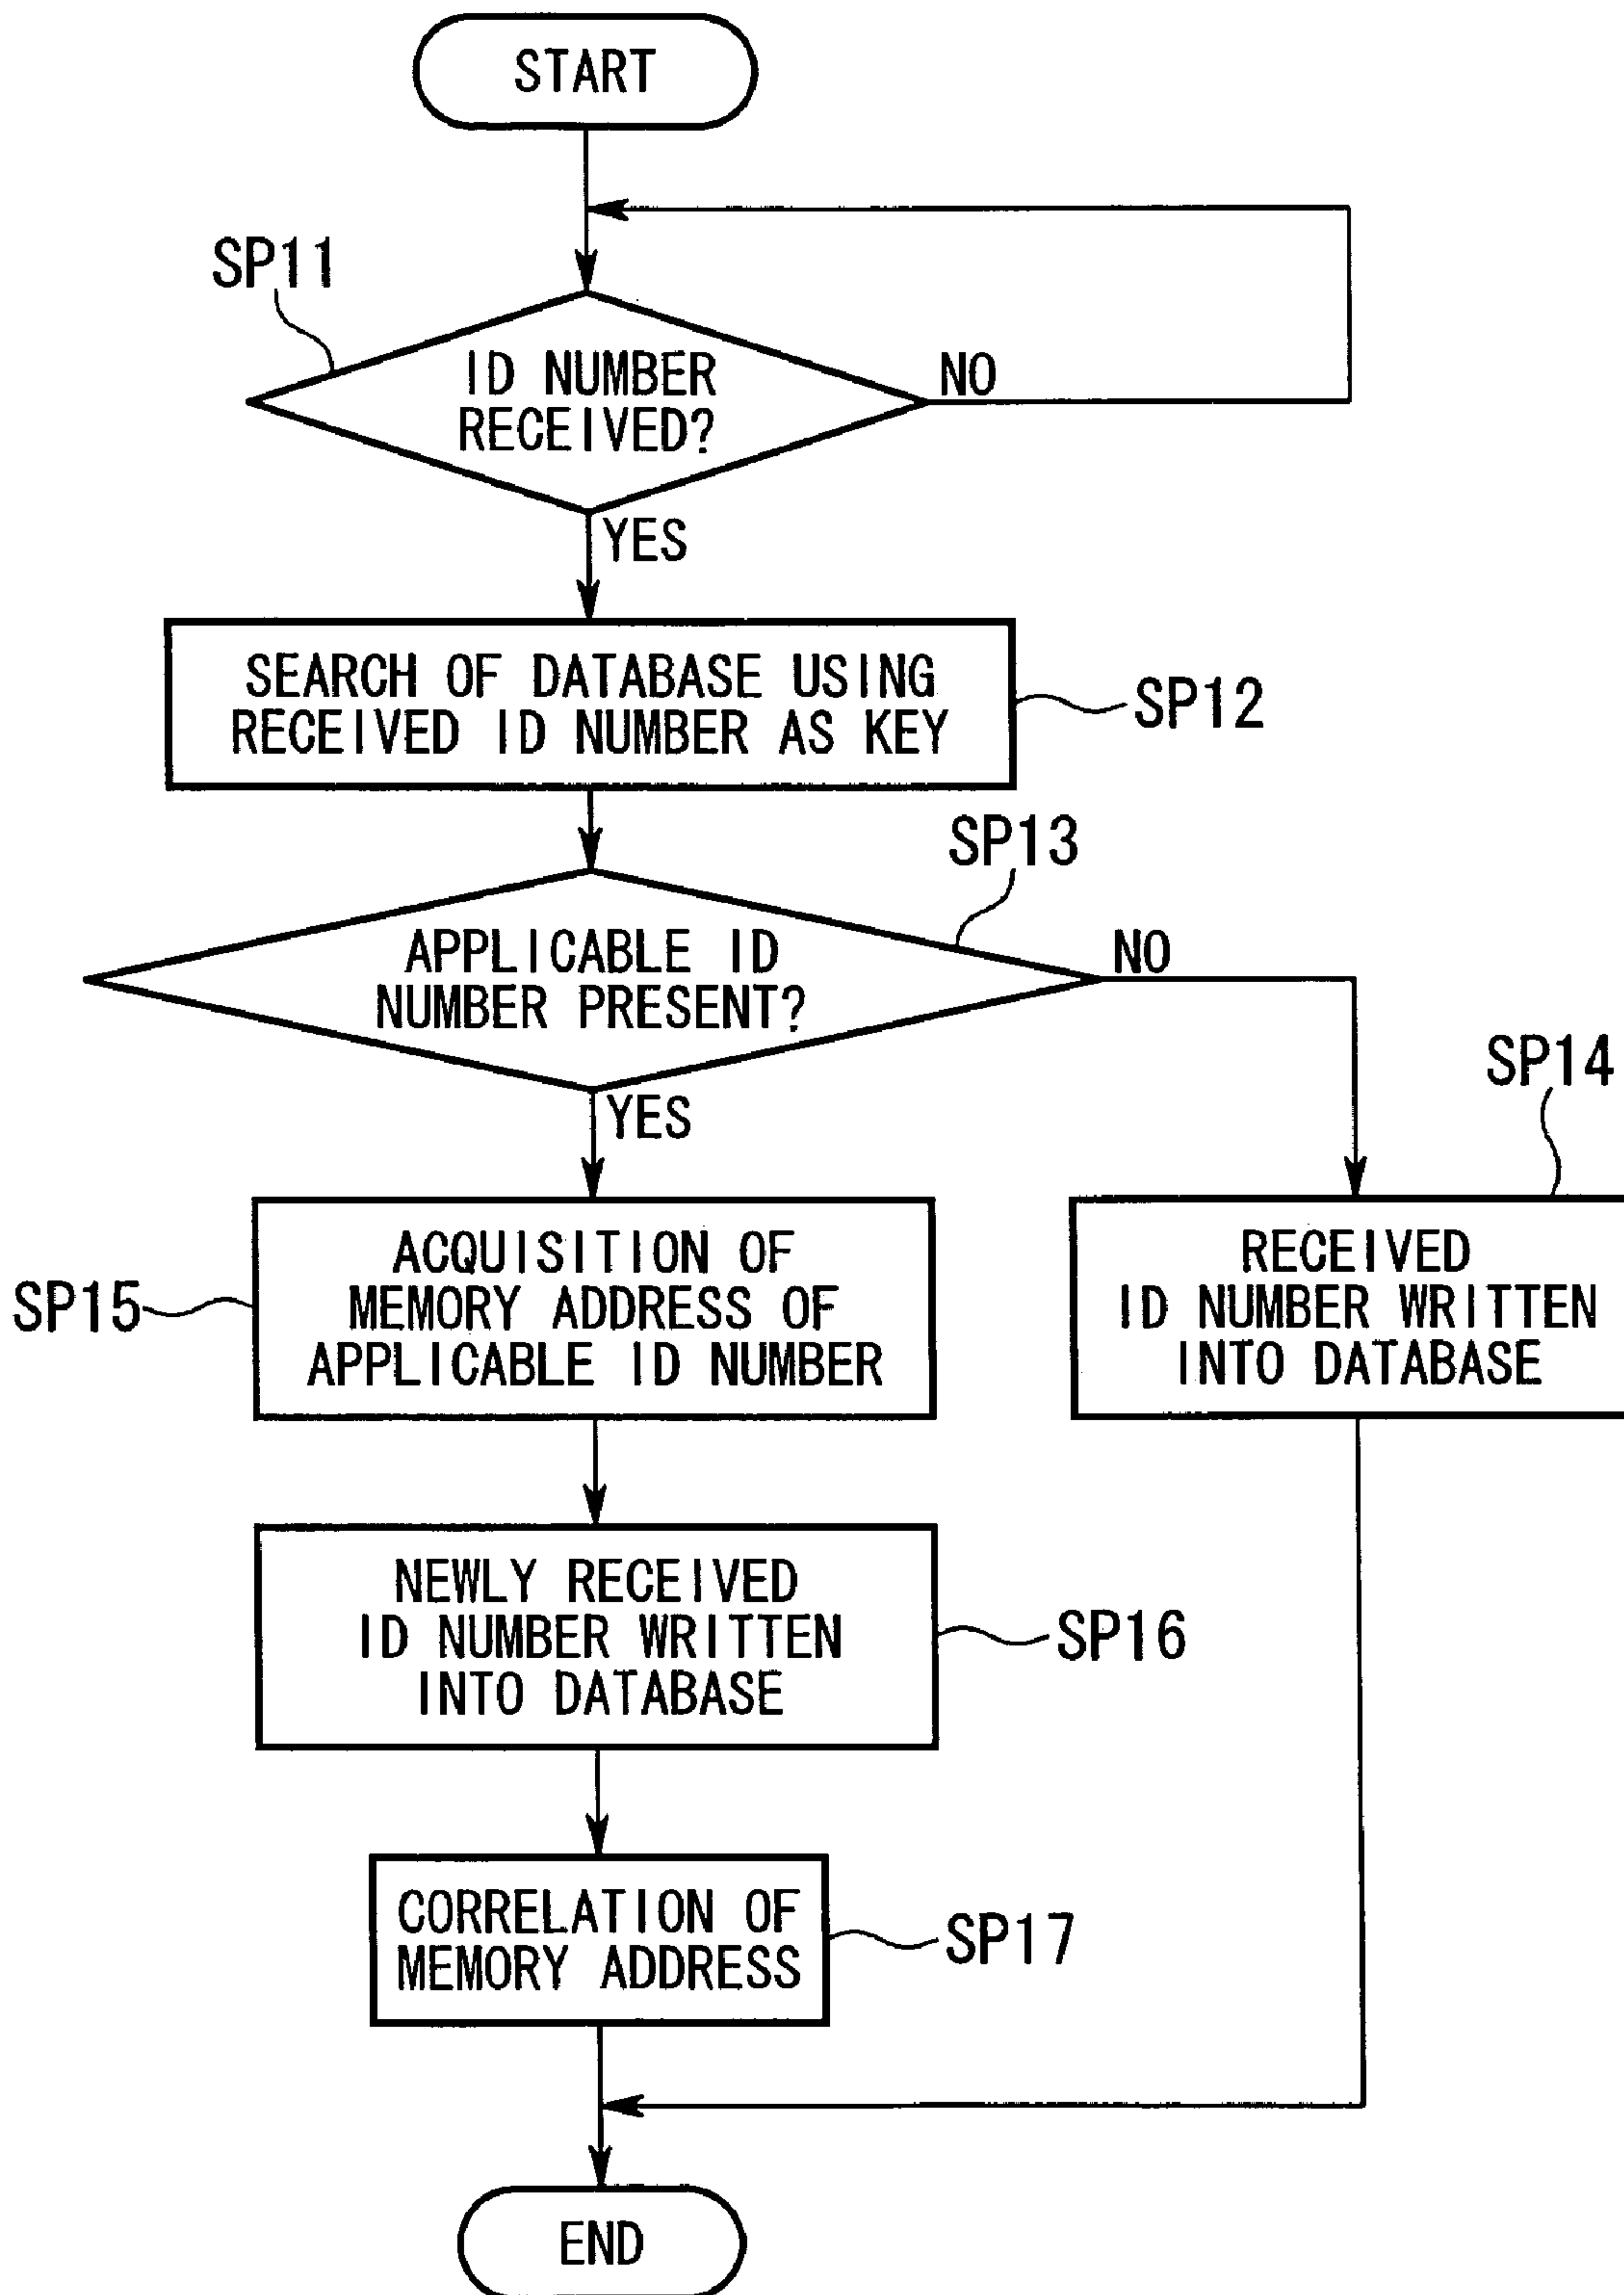 START
SP11
ID NUMBER
RECEIVED?
NO
YES
SEARCH OF DATABASE USING
RECEIVED ID NUMBER AS KEY
SP12
SP13
APPLICABLE ID
NUMBER PRESENT?
NO
YES
SP14
SP15
ACQUISITION OF
MEMORY ADDRESS OF
APPLICABLE ID NUMBER
RECEIVED
ID NUMBER WRITTEN
INTO DATABASE
NEWLY RECEIVED
ID NUMBER WRITTEN
INTO DATABASE
SP16
CORRELATION OF
MEMORY ADDRESS
SP17
END